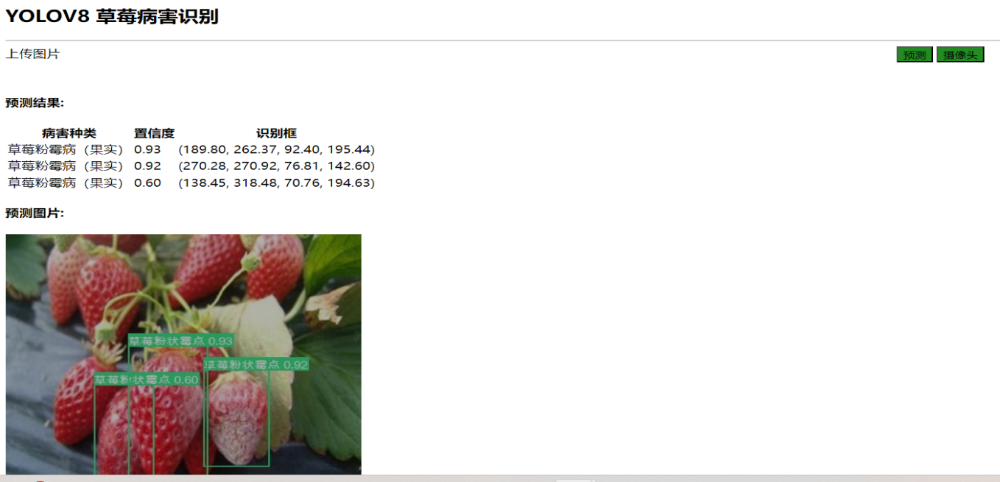 YOLOV8 草莓病害识别
上传图片
预测 摄像头
预测结果:
病害种类 置信度 识别框
草莓粉霉病（果实） 0.93 (189.80, 262.37, 92.40, 195.44)
草莓粉霉病（果实） 0.92 (270.28, 270.92, 76.81, 142.60)
草莓粉霉病（果实） 0.60 (138.45, 318.48, 70.76, 194.63)
预测图片:
草莓粉状霉点 0.93
草莓粉状霉点 0.92
草莓粉状霉点 0.60